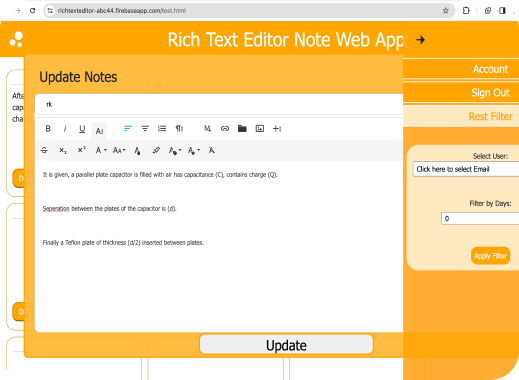 richtexteditor-abc44.firebaseapp.com/test.html
Rich Text Editor Note Web App
Account
Sign Out
Rest Filter
Select User:
Click here to select Email
Filter by Days:
0
Apply Filter
Update Notes
rk
It is given, a parallel plate capacitor is filled with air has capacitance (C), contains charge (Q).
Seperation between the plates of the capacitor is (d).
Finally a Teflon plate of thickness (d/2) inserted between plates.
Update
Afte
cap
cha
D
D